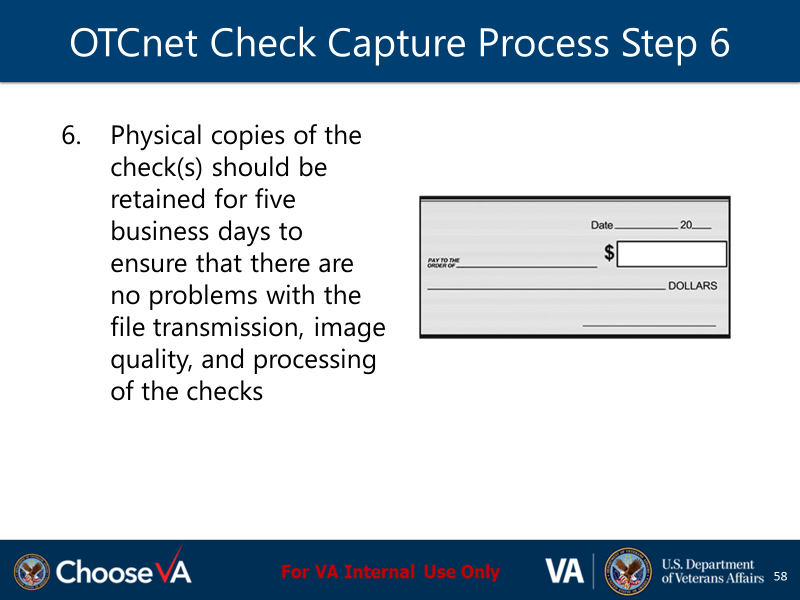 OTCnet Check Capture Process Step 6
6. Physical copies of the
check(s) should be
retained for five
business days to
ensure that there are
no problems with the
file transmission, image
quality, and processing
of the checks
Date 20
$
PAY TO THE
ORDER OF
DOLLARS
ChooseVA
For VA Internal Use Only
VA
U.S. Department
of Veterans Affairs
58